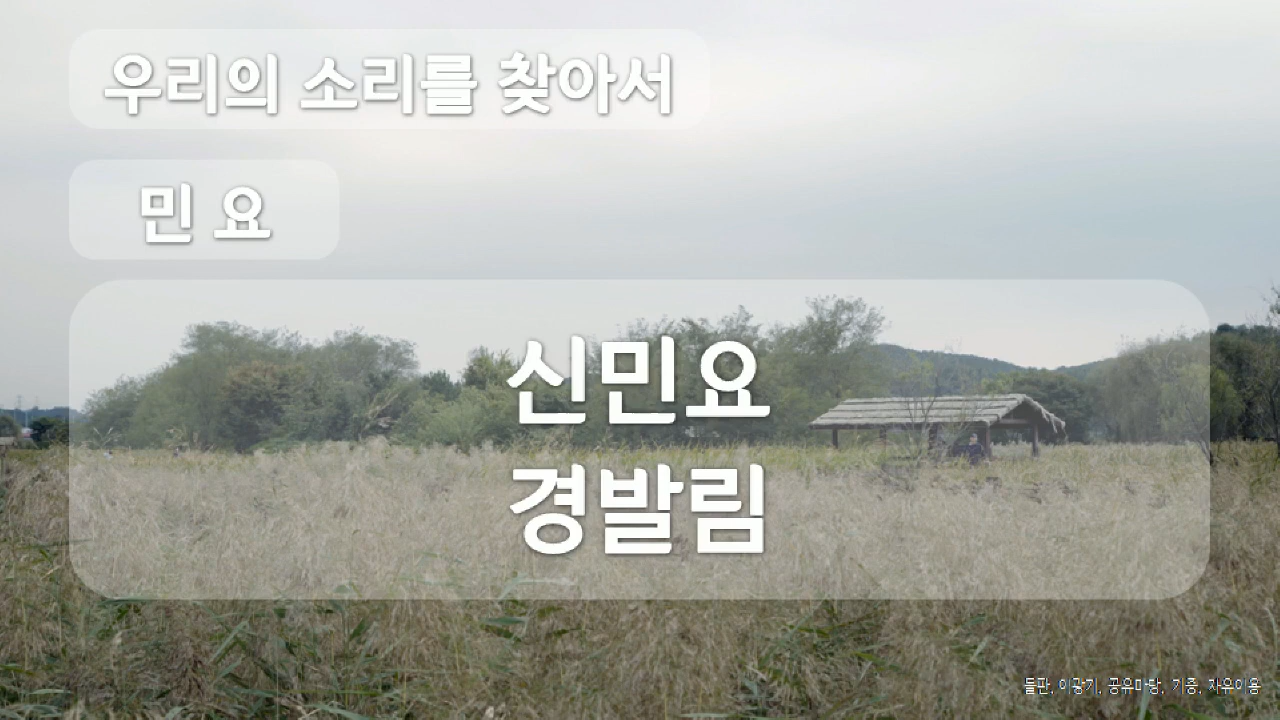 우리의 소리를 찾아서
민 요
신민요
경발림
들판, 이광기, 공유마당, 기증, 자유이용